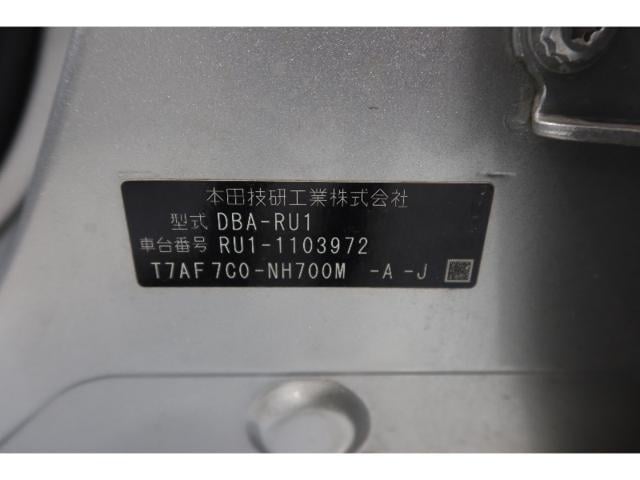 本田技研工業株式会社
型式 DBA-RU1
車台番号 RU1-1103972
T7AF7C0-NH700M -A-J